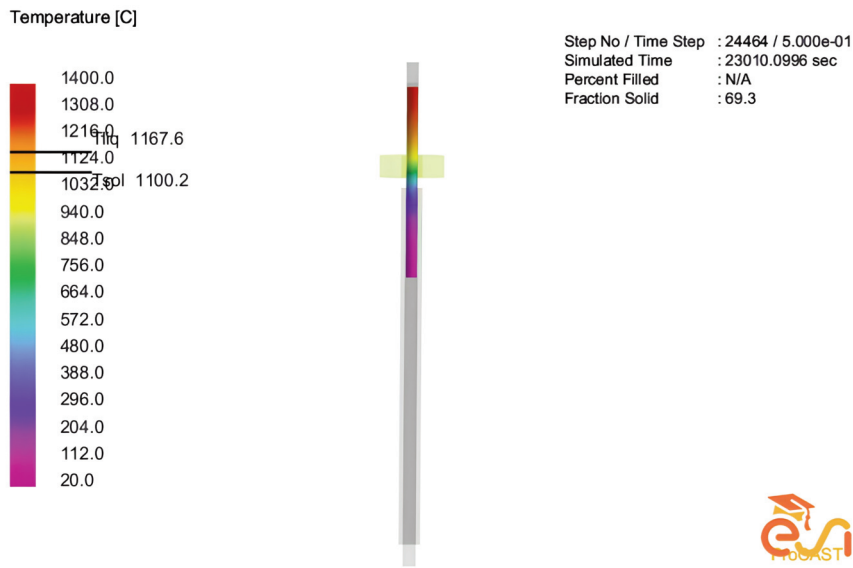 Temperature [C]
Step No / Time Step : 24464 / 5.000e-01
Simulated Time : 23010.0996 sec
Percent Filled : N/A
Fraction Solid : 69.3
1400.0
1308.0
1216.0
Tliq 1167.6
1124.0
1032.0
Tsol 1100.2
940.0
848.0
756.0
664.0
572.0
480.0
388.0
296.0
204.0
112.0
20.0
esi
ProCAST